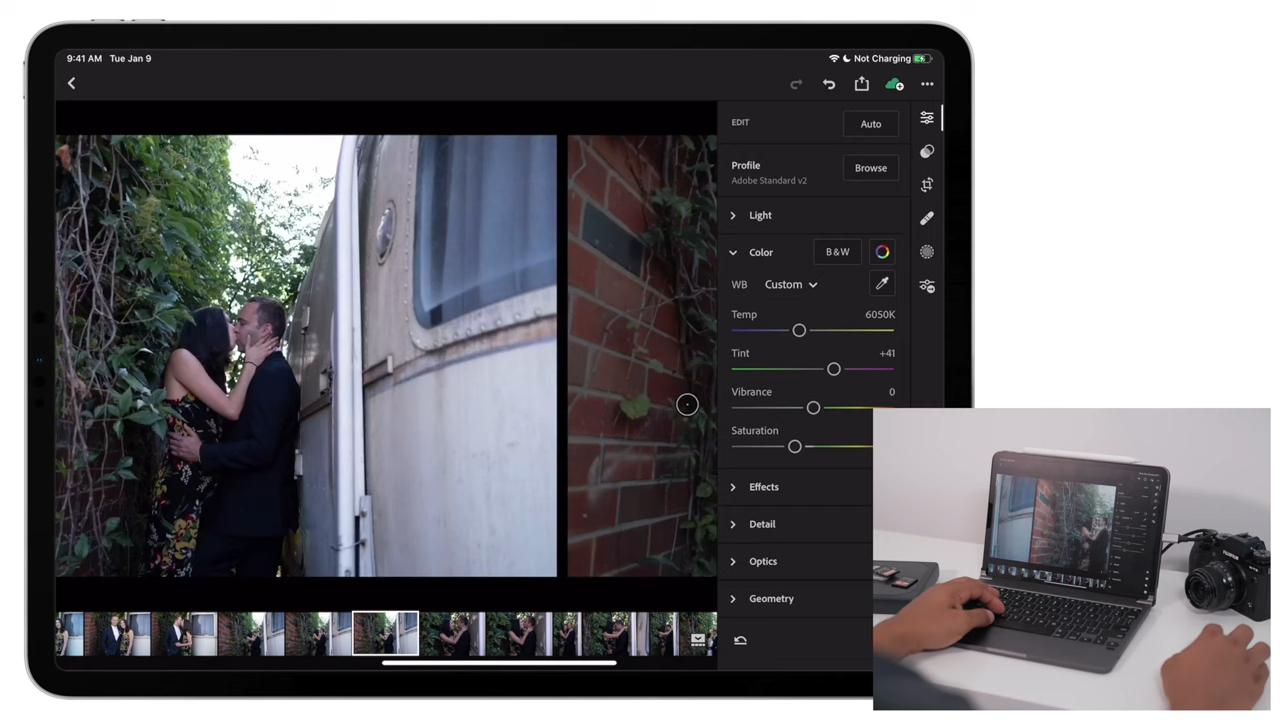 9:41 AM Tue Jan 9
Not Charging
EDIT
Auto
Profile
Adobe Standard v2
Browse
Light
Color
B&W
WB
Custom
Temp
6050K
Tint
+41
Vibrance
0
Saturation
Effects
Detail
Optics
Geometry
FUJIFILM